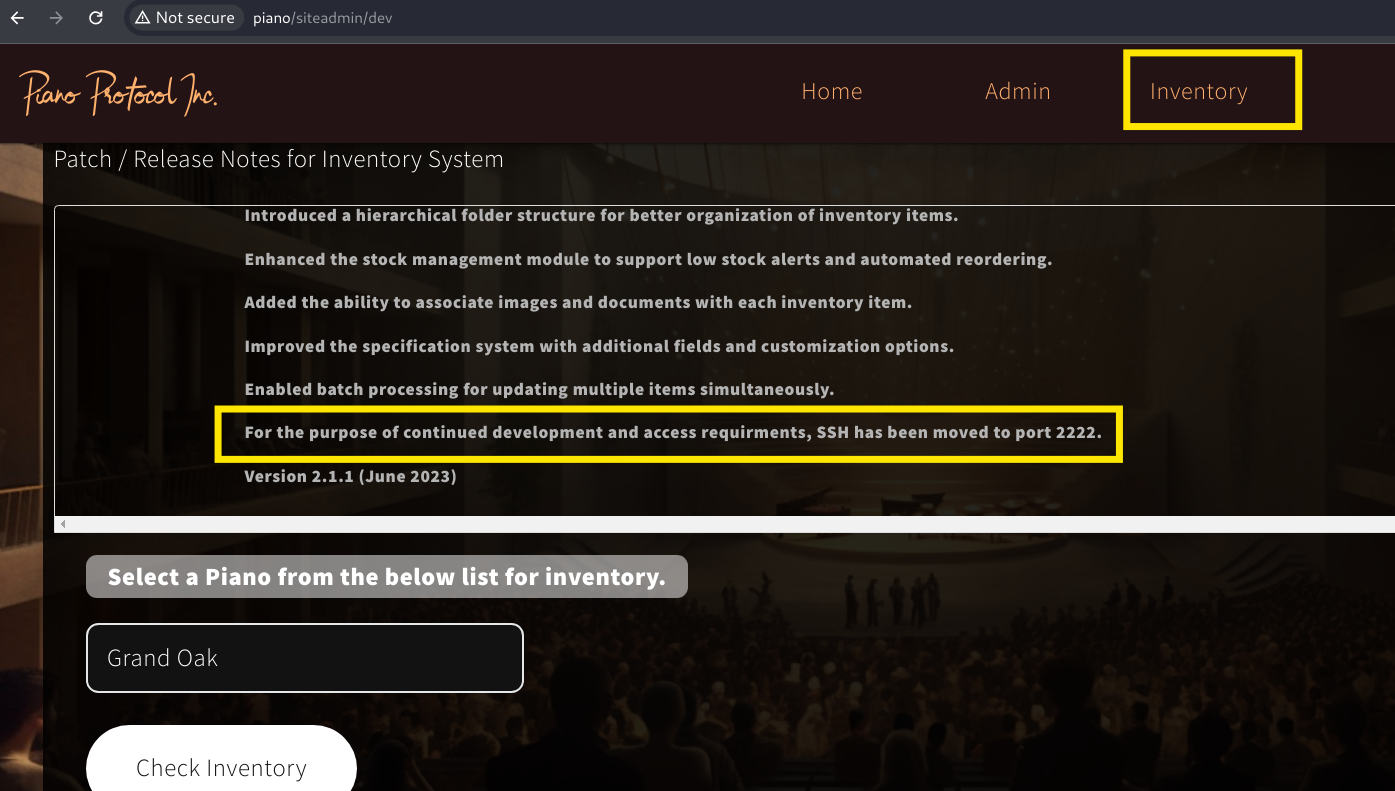 Not secure piano/siteadmin/dev
Piano Protocol Inc.
Home Admin Inventory
Patch / Release Notes for Inventory System
Introduced a hierarchical folder structure for better organization of inventory items.
Enhanced the stock management module to support low stock alerts and automated reordering.
Added the ability to associate images and documents with each inventory item.
Improved the specification system with additional fields and customization options.
Enabled batch processing for updating multiple items simultaneously.
For the purpose of continued development and access requirments, SSH has been moved to port 2222.
Version 2.1.1 (June 2023)
Select a Piano from the below list for inventory.
Grand Oak
Check Inventory